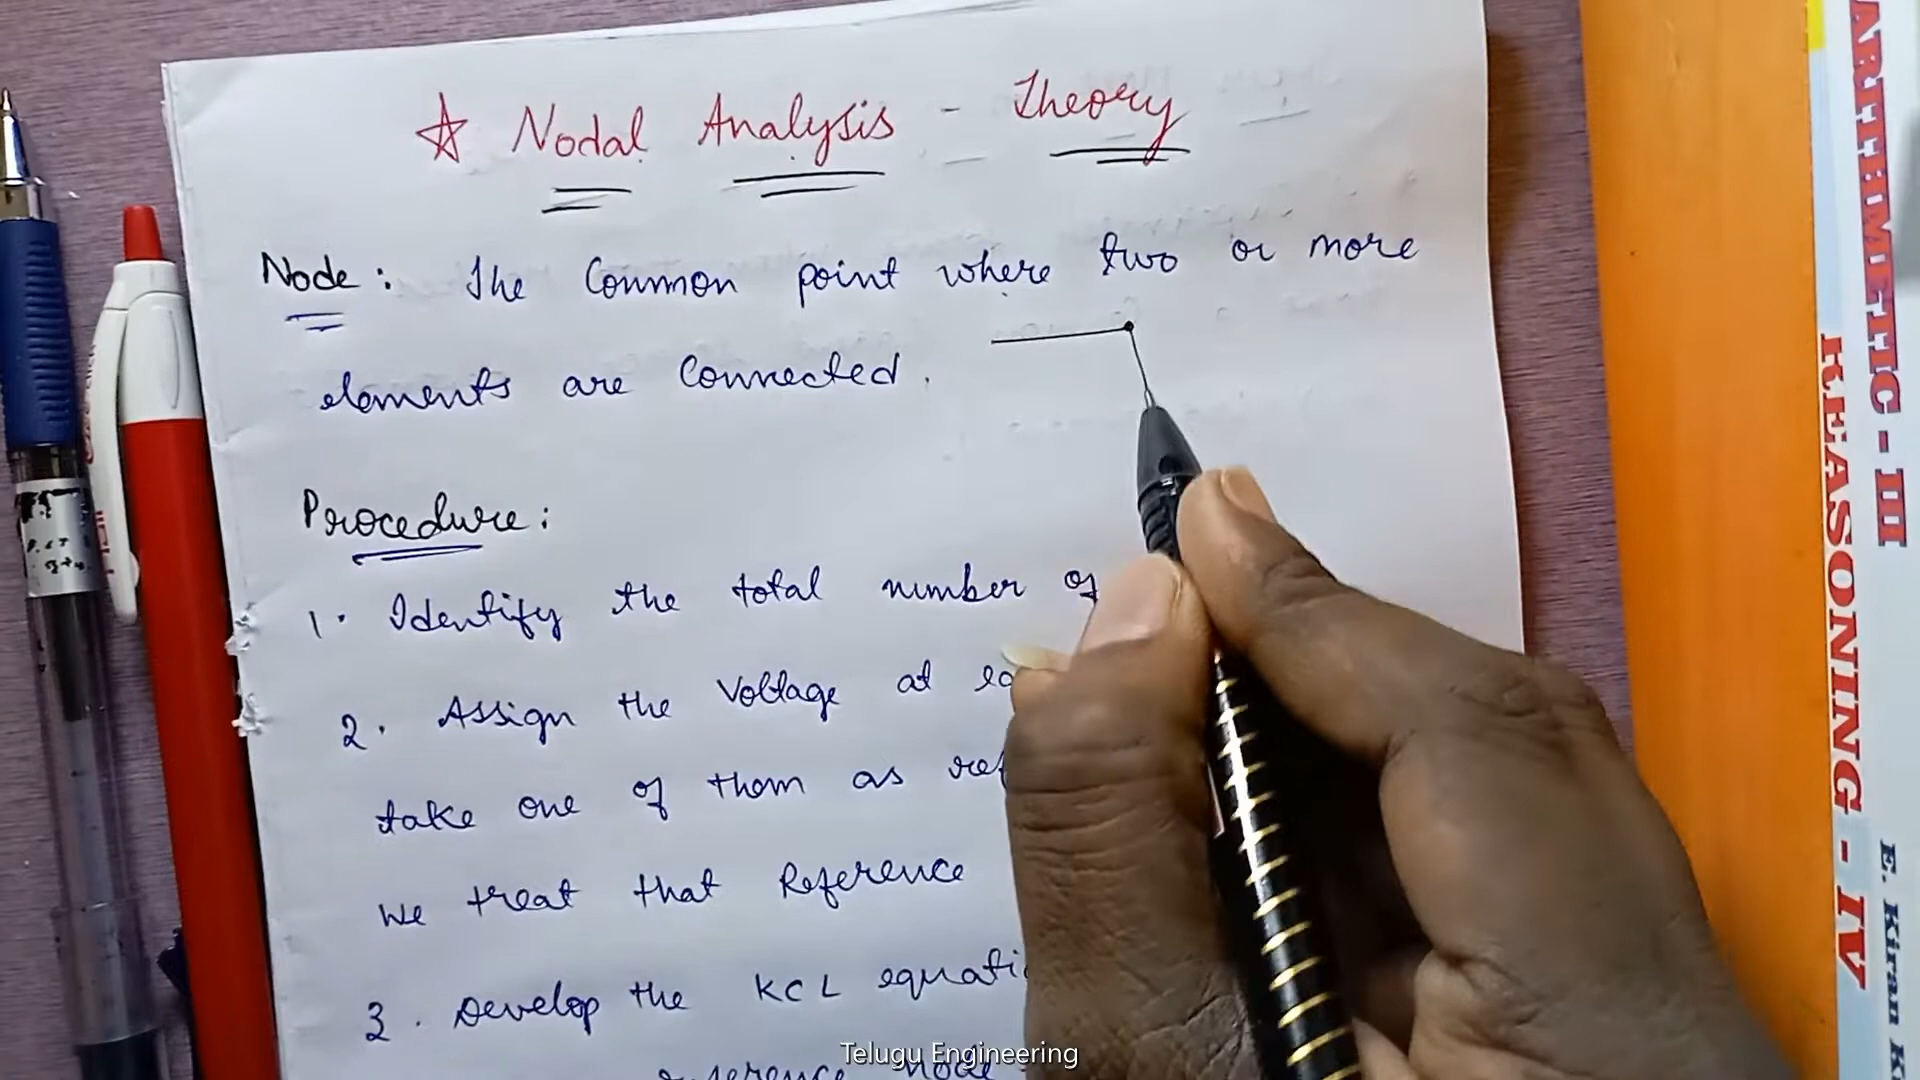 ☆ Nodal Analysis - Theory
Node : The Common point where two or more
elements are Connected.
Procedure :
1. Identify the total number of
2. Assign the Voltage at
take one of them as
We treat that Reference
3. Develop the KCL
node
Telugu Engineering
ARITHMETIC - III
REASONING - IV
E. Kiran